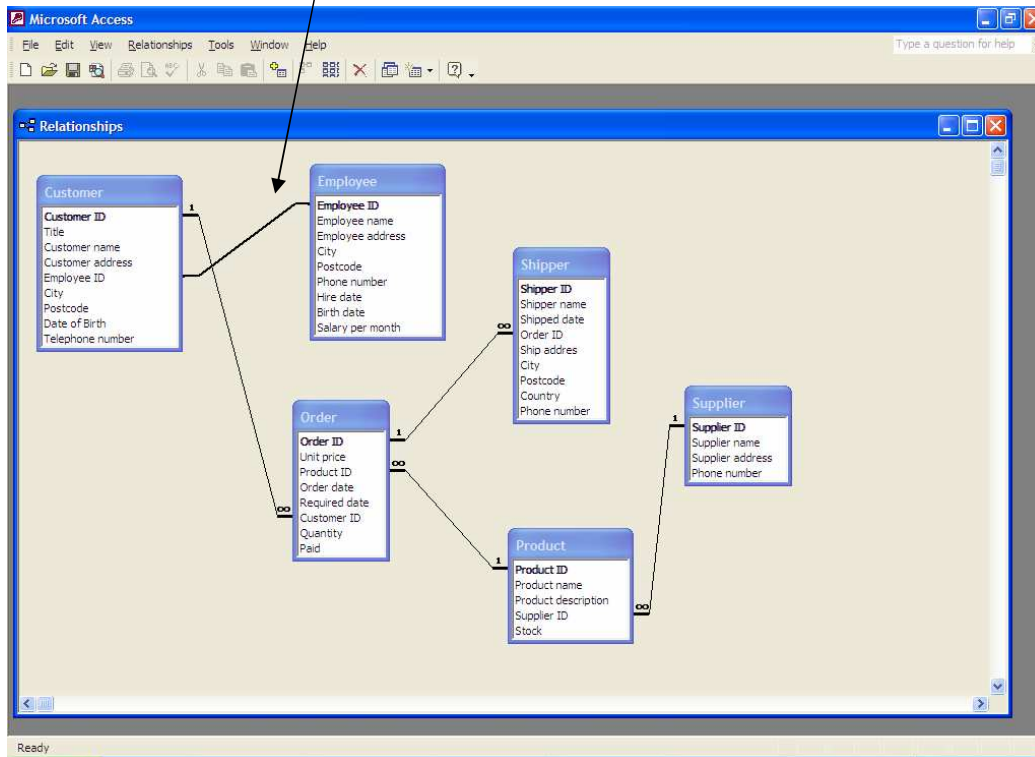 Microsoft Access
File Edit View Relationships Tools Window Help
Type a question for help
Relationships
Customer
Customer ID
Title
Customer name
Customer address
Employee ID
City
Postcode
Date of Birth
Telephone number
Employee
Employee ID
Employee name
Employee address
City
Postcode
Phone number
Hire date
Birth date
Salary per month
Shipper
Shipper ID
Shipper name
Shipped date
Order ID
Ship addres
City
Postcode
Country
Phone number
Order
Order ID
Unit price
Product ID
Order date
Required date
Customer ID
Quantity
Paid
Supplier
Supplier ID
Supplier name
Supplier address
Phone number
Product
Product ID
Product name
Product description
Supplier ID
Stock
1
∞
1
∞
∞
1
1
∞
Ready